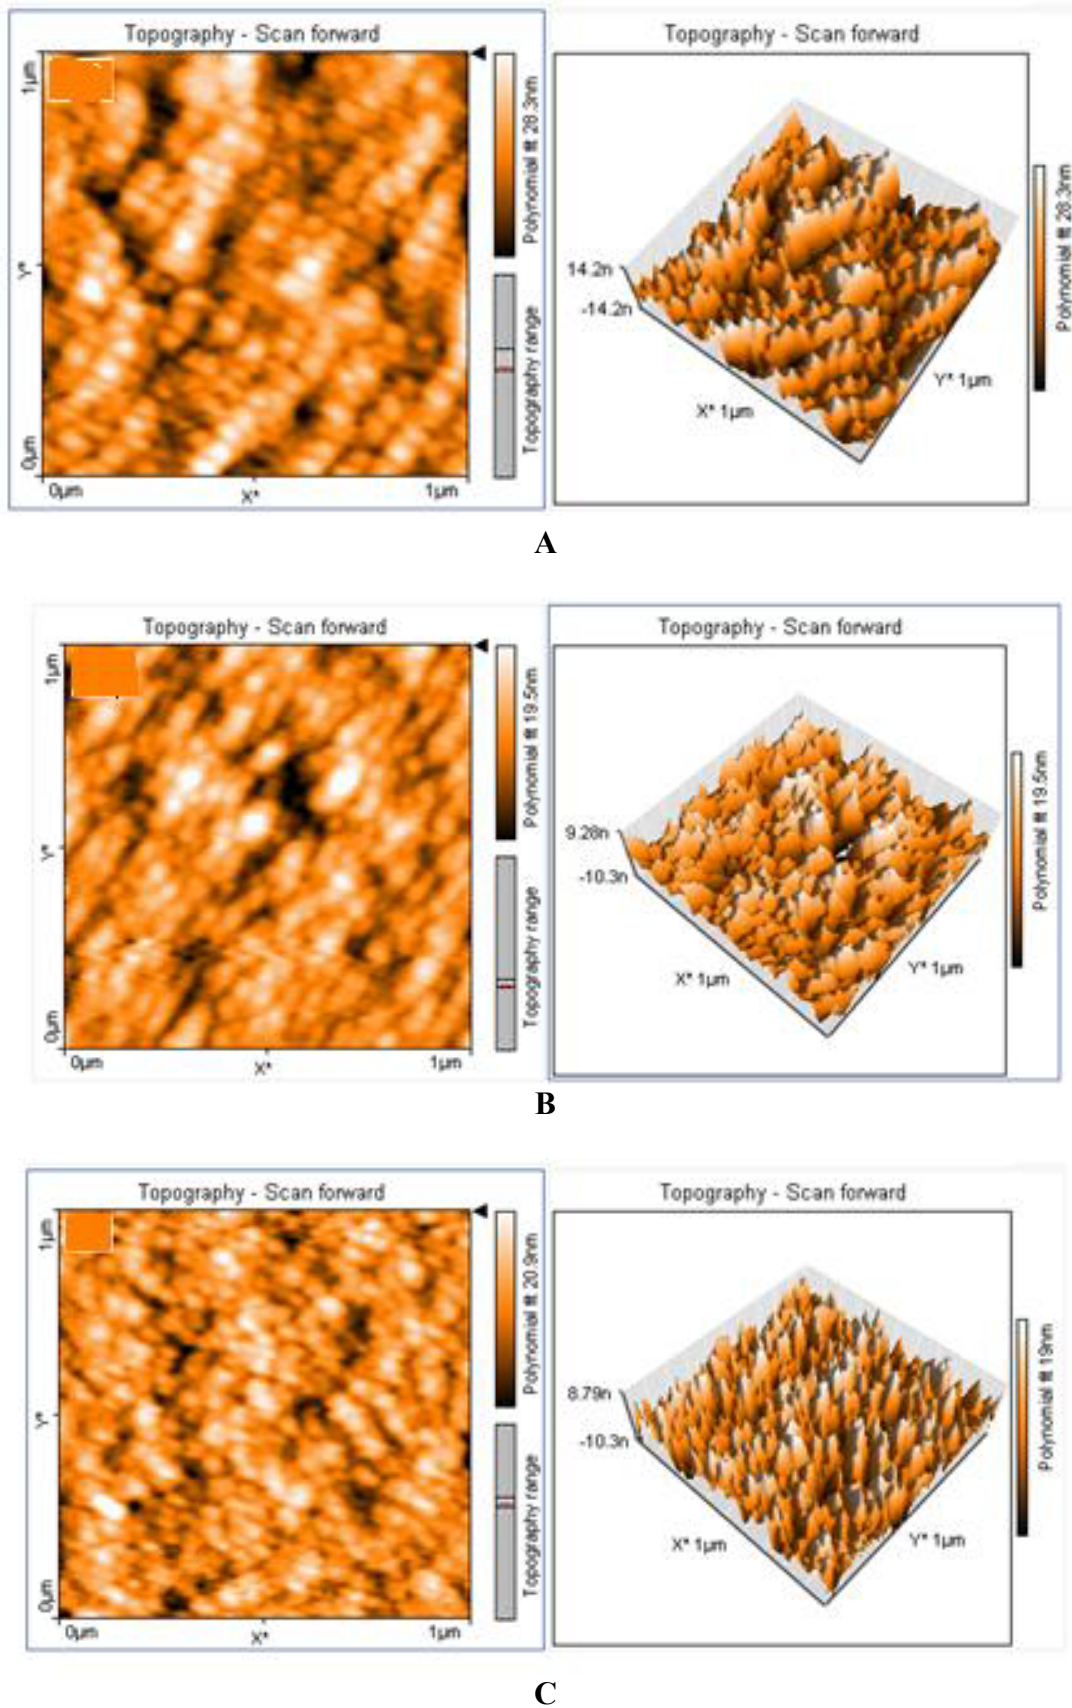 Topography - Scan forward
1µm
Y*
0µm
0µm
X*
1µm
Polynomial fit 28.3nm
Topography range
Topography - Scan forward
14.2n
-14.2n
X* 1µm
Y* 1µm
Polynomial fit 28.3nm
A
Topography - Scan forward
1µm
Y*
0µm
0µm
X*
1µm
Polynomial fit 19.5nm
Topography range
Topography - Scan forward
9.28n
-10.3n
X* 1µm
Y* 1µm
Polynomial fit 19.5nm
B
Topography - Scan forward
1µm
Y*
0µm
0µm
X*
1µm
Polynomial fit 20.9nm
Topography range
Topography - Scan forward
8.79n
-10.3n
X* 1µm
Y* 1µm
Polynomial fit 19nm
C